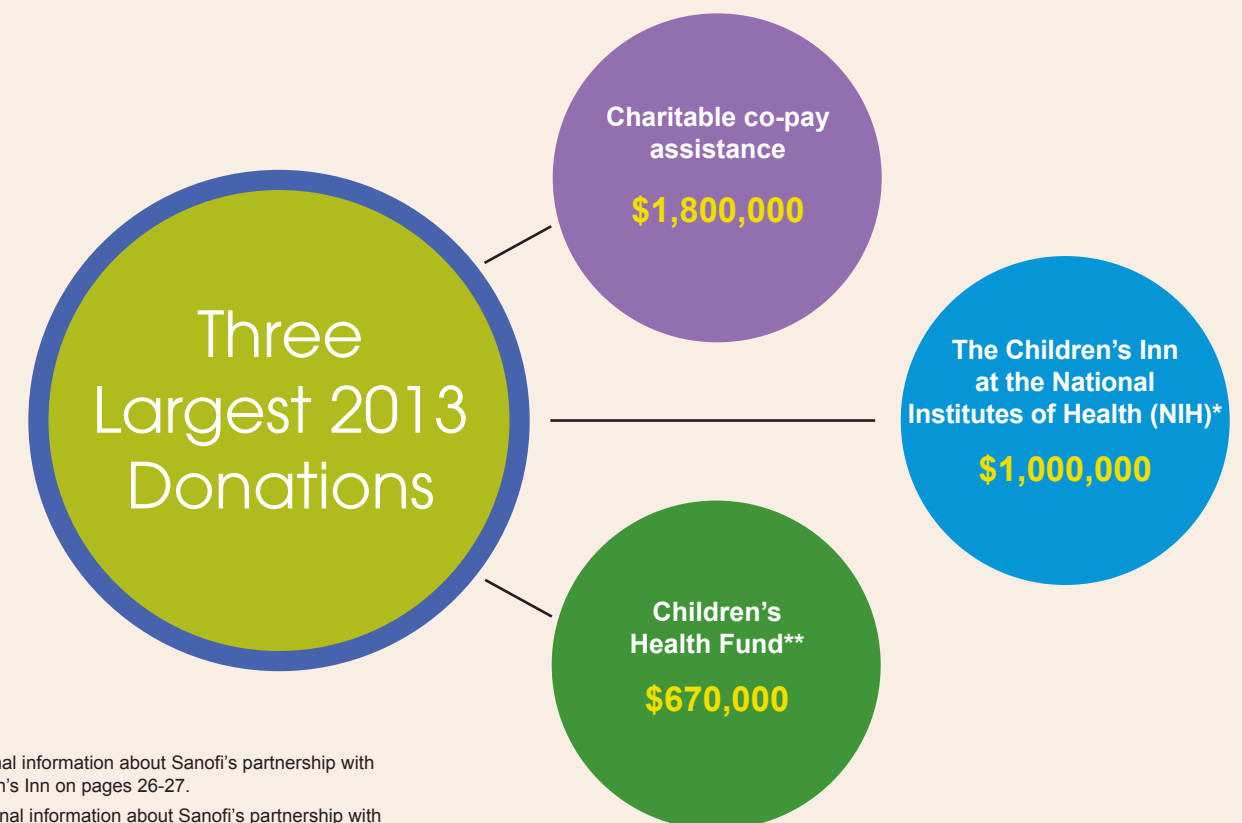 Three
Largest 2013
Donations
Charitable co-pay
assistance
$1,800,000
The Children's Inn
at the National
Institutes of Health (NIH)*
$1,000,000
Children's
Health Fund**
$670,000
information about Sanofi's partnership with
Inn on pages 26-27.
information about Sanofi's partnership with